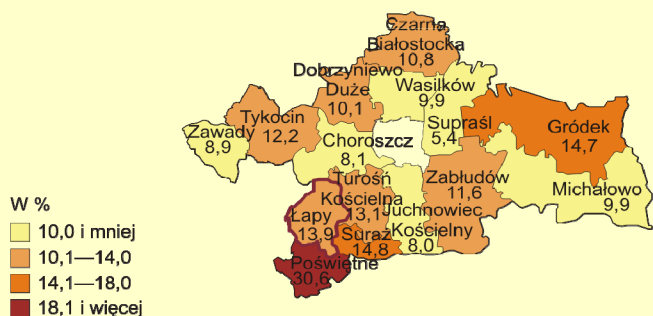 Czarna
Białostocka
10,8
Dobrzyniewo
Duże
10,1
Wasilków
9,9
Tykocin
12,2
Supraśl
5,4
Gródek
14,7
Zawady
8,9
Choroszcz
8,1
Turośń
Kościelna
13,1
Zabłudów
11,6
Michałowo
9,9
Łapy
13,9
Juchnowiec
Kościelny
8,0
Suraż
14,8
Poświętne
30,6
W %
10,0 i mniej
10,1—14,0
14,1—18,0
18,1 i więcej